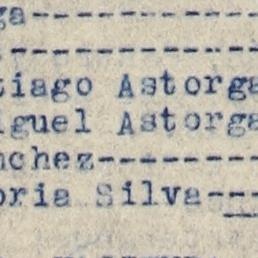 ga-----------
-------------
tiago Astorga
iguel Astorga
nchez--------
oria Silva---